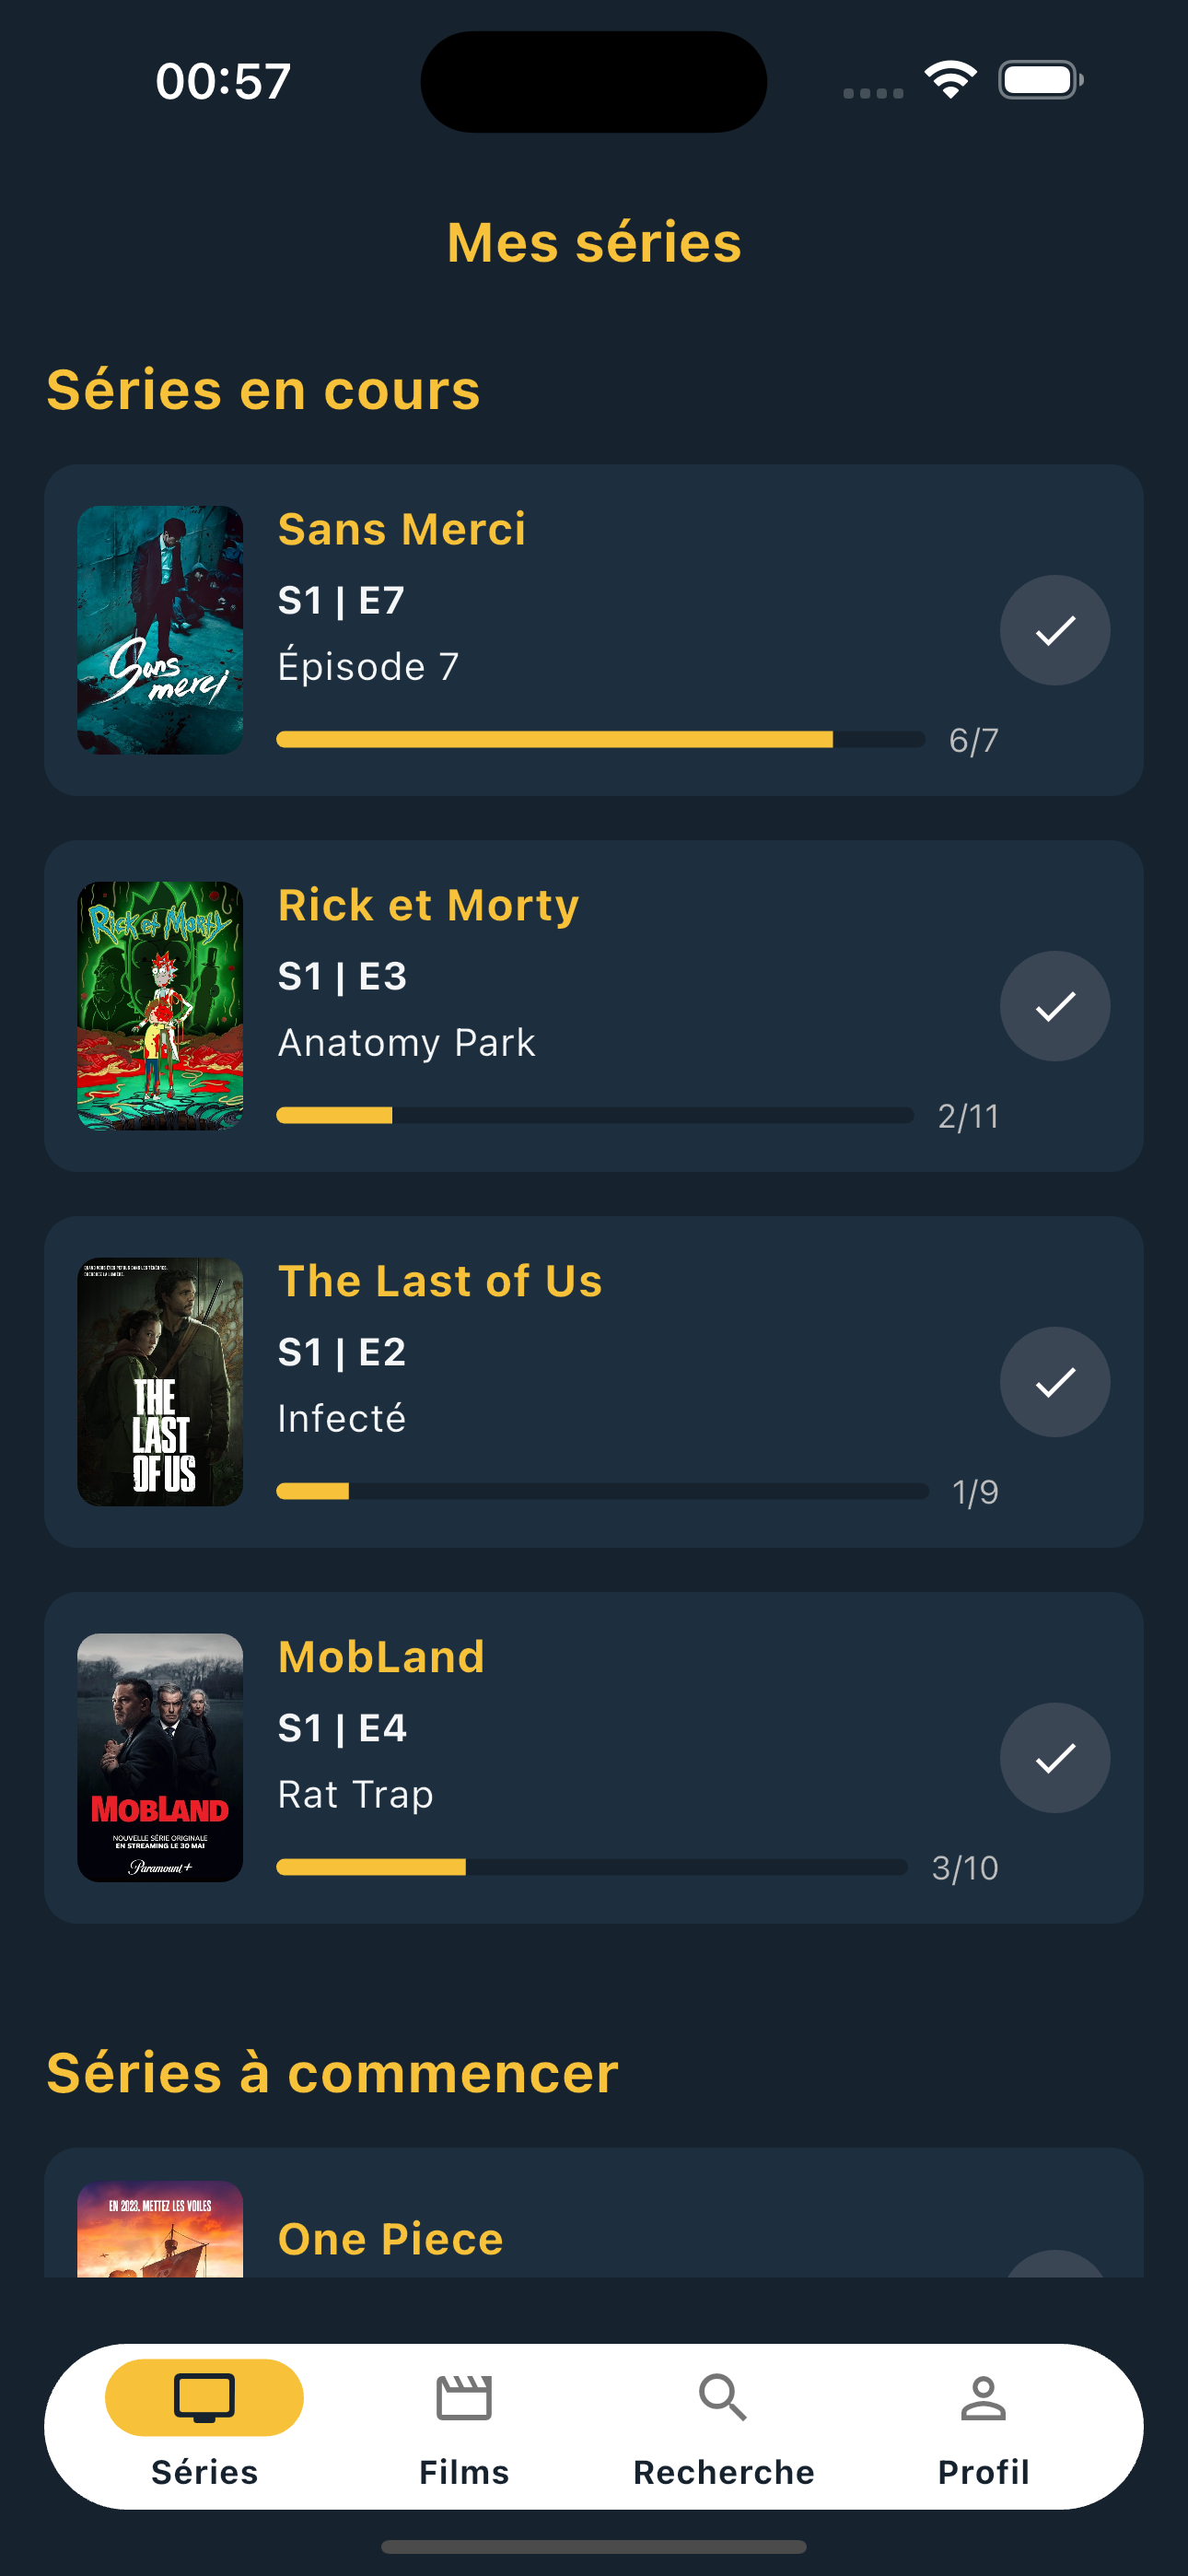 00:57
Mes séries
Séries en cours
Sans merci
Sans Merci
S1 | E7
Épisode 7
6/7
Rick et Morty
Rick et Morty
S1 | E3
Anatomy Park
2/11
THE
LAST
OF US
The Last of Us
S1 | E2
Infecté
1/9
MOBLAND
NOUVELLE SÉRIE ORIGINALE
EN STREAMING LE 30 MAI
Paramount+
MobLand
S1 | E4
Rat Trap
3/10
Séries à commencer
EN 2023, METTEZ LES VOILES
One Piece
Séries
Films
Recherche
Profil